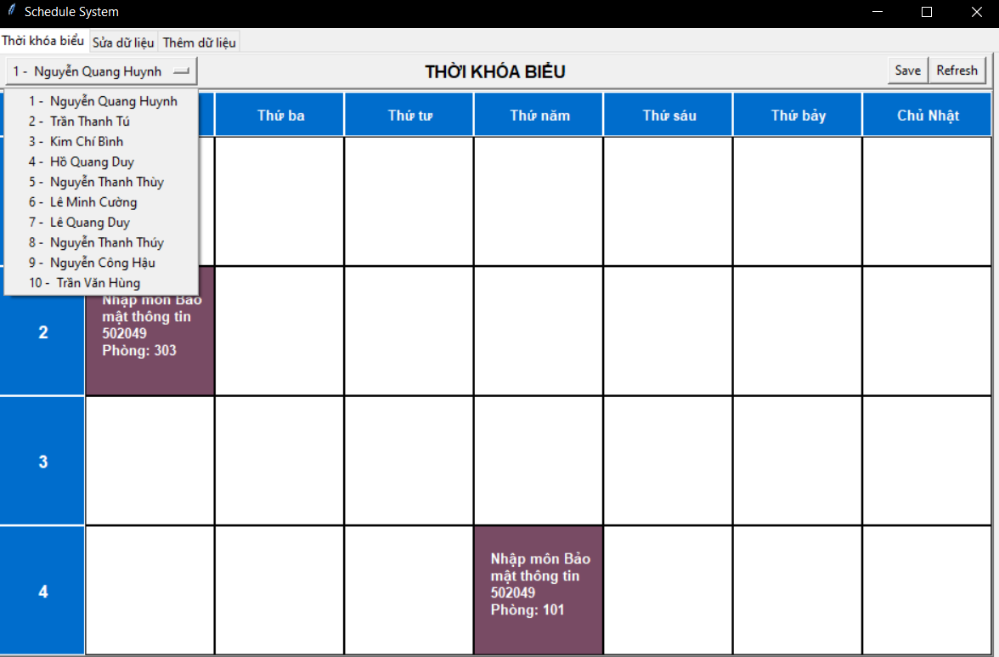 Schedule System
Thời khóa biểu Sửa dữ liệu Thêm dữ liệu
1 - Nguyễn Quang Huynh
THỜI KHÓA BIỂU
Save Refresh
1 - Nguyễn Quang Huynh
2 - Trần Thanh Tú
3 - Kim Chí Bình
4 - Hồ Quang Duy
5 - Nguyễn Thanh Thùy
6 - Lê Minh Cường
7 - Lê Quang Duy
8 - Nguyễn Thanh Thúy
9 - Nguyễn Công Hậu
10 - Trần Văn Hùng
Thứ ba Thứ tư Thứ năm Thứ sáu Thứ bảy Chủ Nhật
2
Nhập môn Bảo
mật thông tin
502049
Phòng: 303
3
4
Nhập môn Bảo
mật thông tin
502049
Phòng: 101